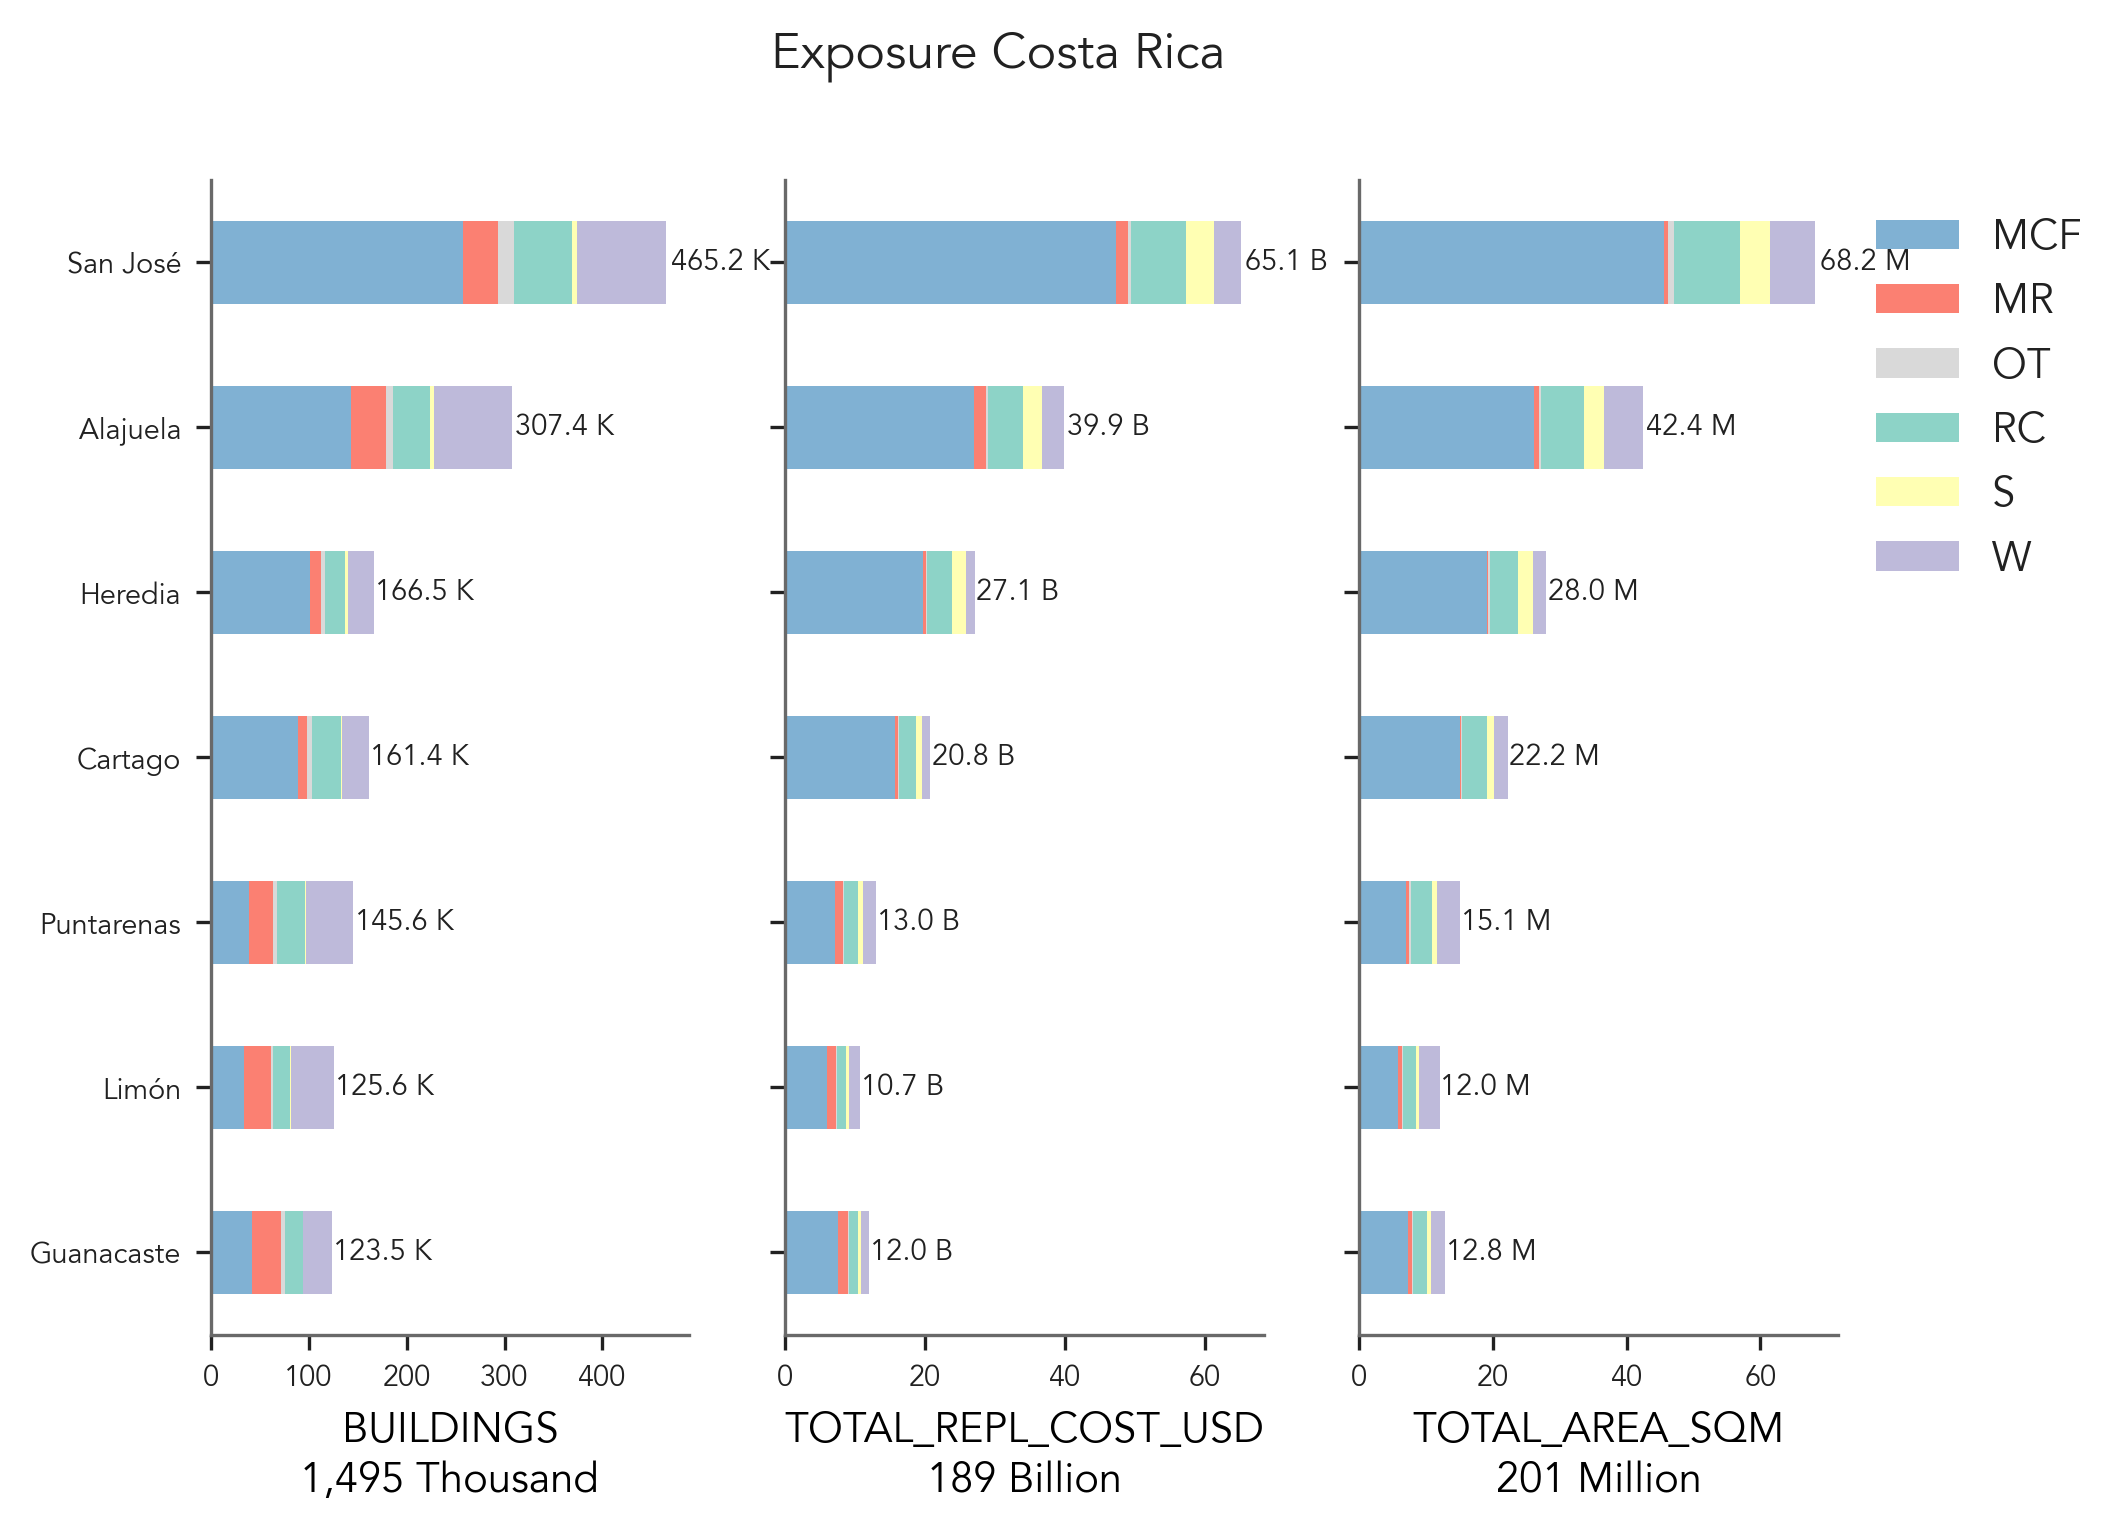 Exposure Costa Rica
San José
Alajuela
Heredia
Cartago
Puntarenas
Limón
Guanacaste
465.2 K
307.4 K
166.5 K
161.4 K
145.6 K
125.6 K
123.5 K
0 100 200 300 400
BUILDINGS
1,495 Thousand
65.1 B
39.9 B
27.1 B
20.8 B
13.0 B
10.7 B
12.0 B
0 20 40 60
TOTAL_REPL_COST_USD
189 Billion
68.2 M
42.4 M
28.0 M
22.2 M
15.1 M
12.0 M
12.8 M
0 20 40 60
TOTAL_AREA_SQM
201 Million
MCF
MR
OT
RC
S
W